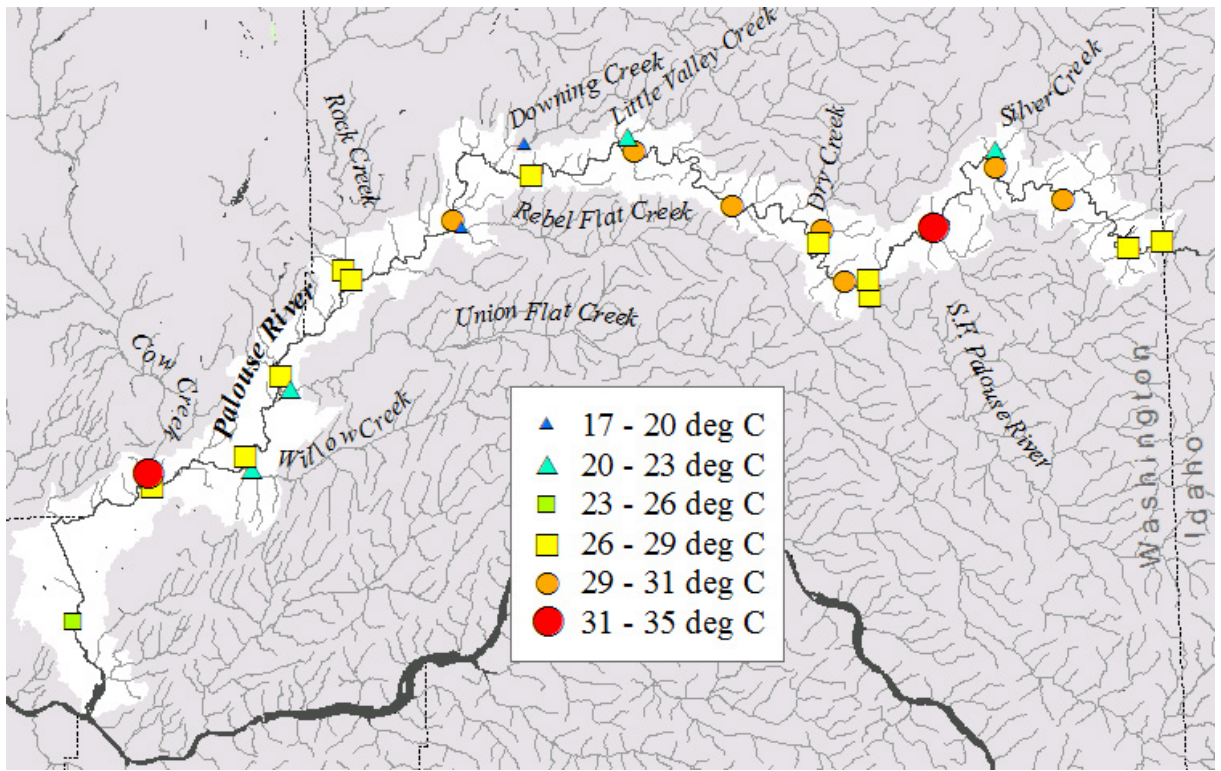 Rock Creek
Downing Creek
Little Valley Creek
Dry Creek
Silver Creek
Rebel Flat Creek
Union Flat Creek
Palouse River
Cow Creek
Willow Creek
S.F. Palouse River
Washington
Idaho
17 - 20 deg C
20 - 23 deg C
23 - 26 deg C
26 - 29 deg C
29 - 31 deg C
31 - 35 deg C